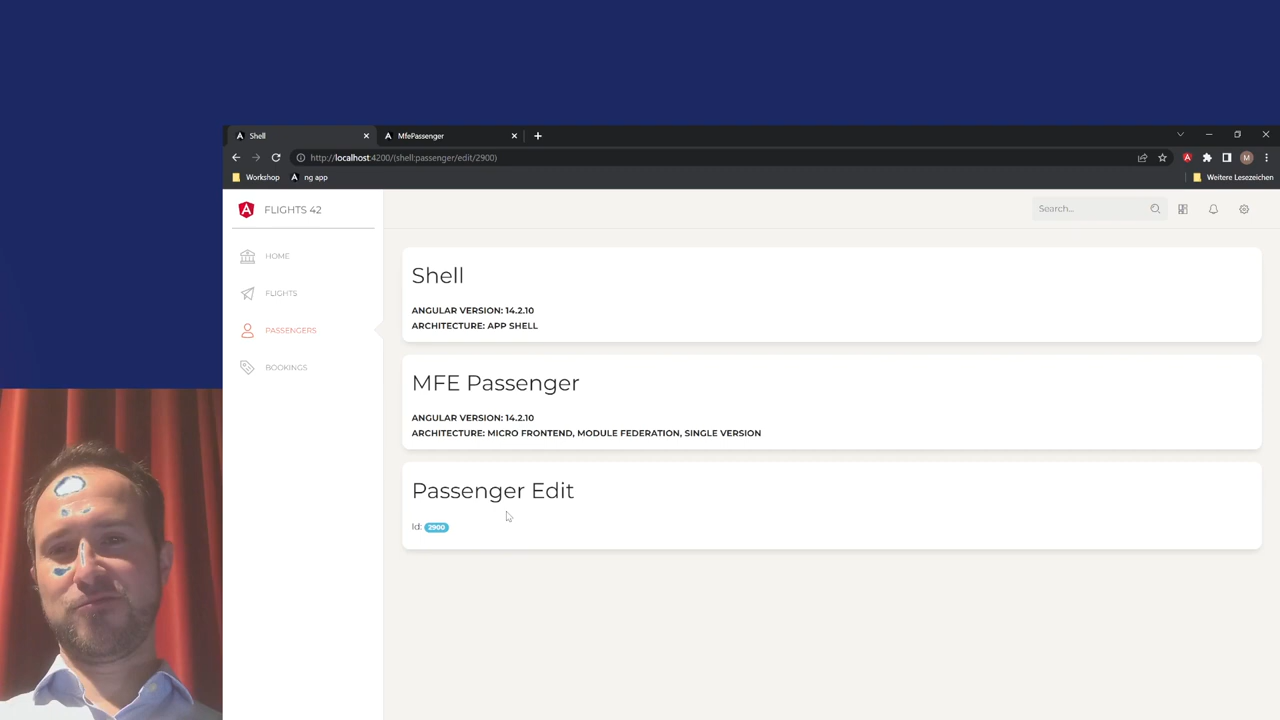 Shell
MfePassenger
http://localhost:4200/(shell:passenger/edit/2900)
M
Workshop
ng app
Weitere Lesezeichen
FLIGHTS 42
Search...
HOME
FLIGHTS
PASSENGERS
BOOKINGS
Shell
ANGULAR VERSION: 14.2.10
ARCHITECTURE: APP SHELL
MFE Passenger
ANGULAR VERSION: 14.2.10
ARCHITECTURE: MICRO FRONTEND, MODULE FEDERATION, SINGLE VERSION
Passenger Edit
Id: 2900